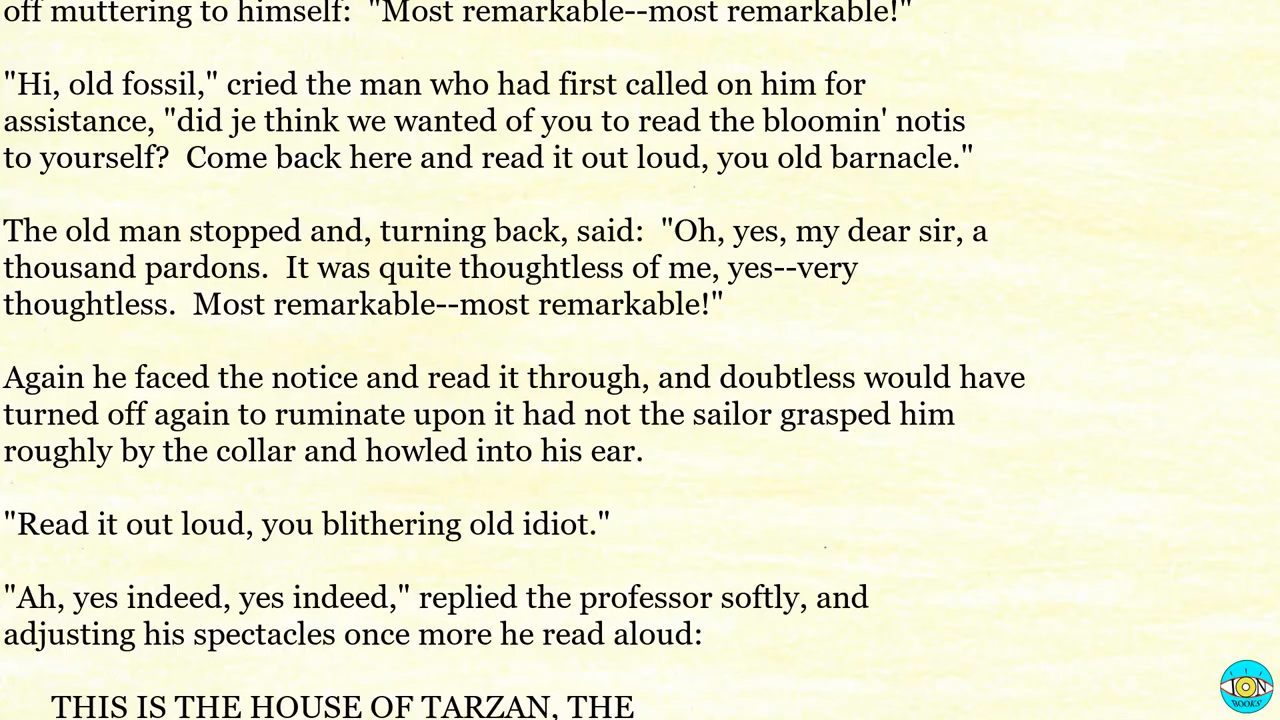 off muttering to himself:  "Most remarkable--most remarkable!"
"Hi, old fossil," cried the man who had first called on him for
assistance, "did je think we wanted of you to read the bloomin' notis
to yourself?  Come back here and read it out loud, you old barnacle."
The old man stopped and, turning back, said:  "Oh, yes, my dear sir, a
thousand pardons.  It was quite thoughtless of me, yes--very
thoughtless.  Most remarkable--most remarkable!"
Again he faced the notice and read it through, and doubtless would have
turned off again to ruminate upon it had not the sailor grasped him
roughly by the collar and howled into his ear.
"Read it out loud, you blithering old idiot."
"Ah, yes indeed, yes indeed," replied the professor softly, and
adjusting his spectacles once more he read aloud:
THIS IS THE HOUSE OF TARZAN, THE
ION
BOOKS